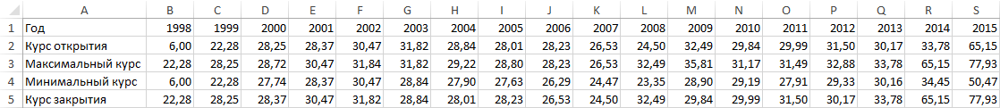 A B C D E F G H I J K L M N O P Q R S
1 Год 1998 1999 2000 2001 2002 2003 2004 2005 2006 2007 2008 2009 2010 2011 2012 2013 2014 2015
2 Курс открытия 6,00 22,28 28,25 28,37 30,47 31,82 28,84 28,01 28,23 26,53 24,50 32,49 29,84 29,99 31,50 30,17 33,78 65,15
3 Максимальный курс 22,28 28,25 28,72 30,47 31,84 31,82 29,22 28,80 28,23 26,53 32,49 35,81 31,17 31,49 32,88 33,78 65,15 77,93
4 Минимальный курс 6,00 22,28 27,74 28,37 30,47 28,84 27,90 27,63 26,29 24,47 23,35 28,90 29,19 27,91 29,33 30,16 34,45 50,47
5 Курс закрытия 22,28 28,25 28,37 30,47 31,82 28,84 28,01 28,23 26,53 24,50 32,49 29,84 29,99 31,50 30,17 33,78 65,15 77,93